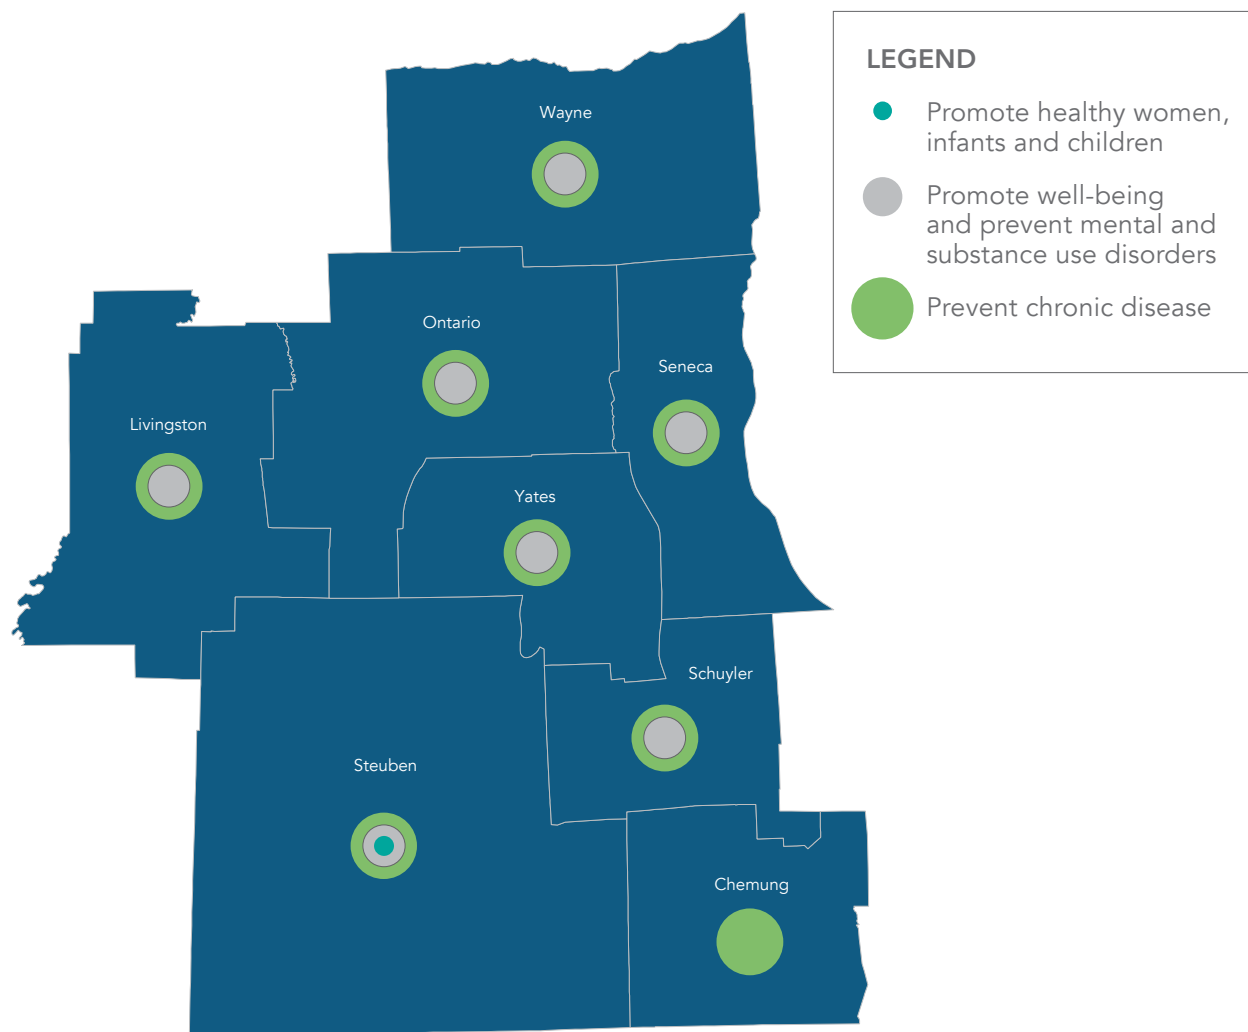 LEGEND
Promote healthy women,
infants and children
Promote well-being
and prevent mental and
substance use disorders
Prevent chronic disease
Wayne
Ontario
Seneca
Livingston
Yates
Schuyler
Steuben
Chemung